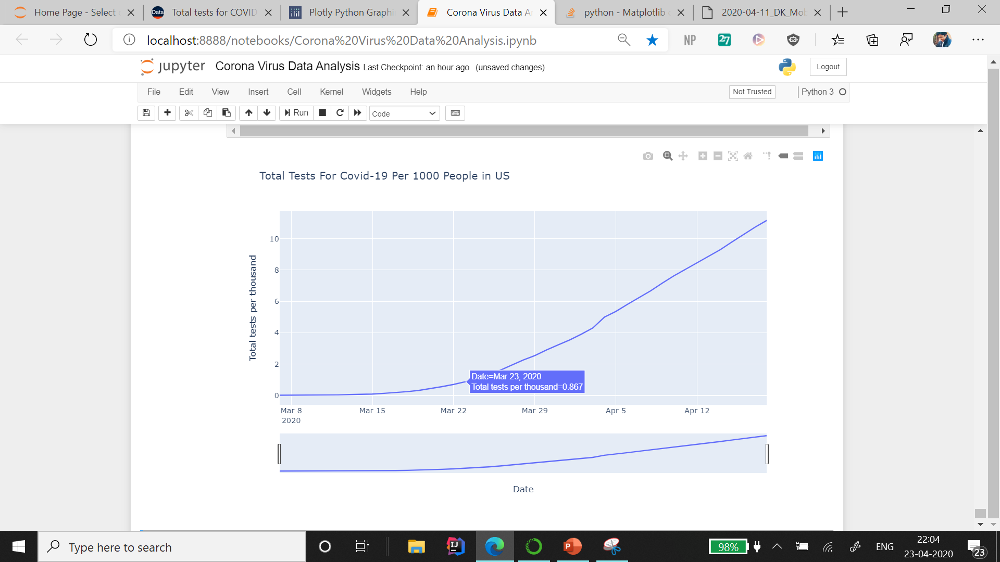 Home Page - Select
Total tests for COVID
Plotly Python Graphi
Corona Virus Data A
python - Matplotlib
2020-04-11_DK_Mob
localhost:8888/notebooks/Corona%20Virus%20Data%20Analysis.ipynb
NP
27
jupyter Corona Virus Data Analysis Last Checkpoint: an hour ago (unsaved changes)
Logout
File Edit View Insert Cell Kernel Widgets Help
Not Trusted
Python 3
Run
Code
Total Tests For Covid-19 Per 1000 People in US
Total tests per thousand
10
8
6
4
2
0
Date=Mar 23, 2020
Total tests per thousand=0.867
Mar 8 Mar 15 Mar 22 Mar 29 Apr 5 Apr 12
2020
Date
Type here to search
98%
ENG
22:04
23-04-2020
23
Data
IJ
P